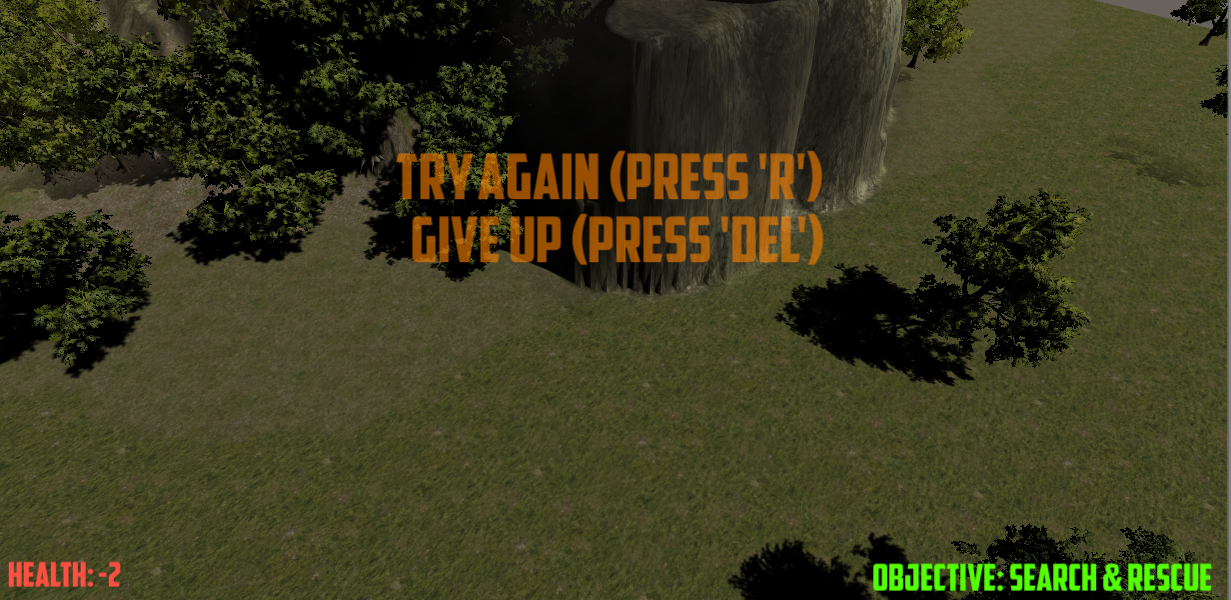 TRY AGAIN (PRESS 'R')
GIVE UP (PRESS 'DEL')
HEALTH: -2
OBJECTIVE: SEARCH & RESCUE